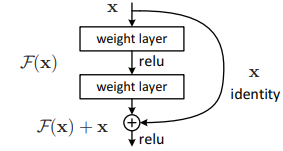 x
weight layer
F(x)
relu
x
weight layer
identity
F(x) + x
relu